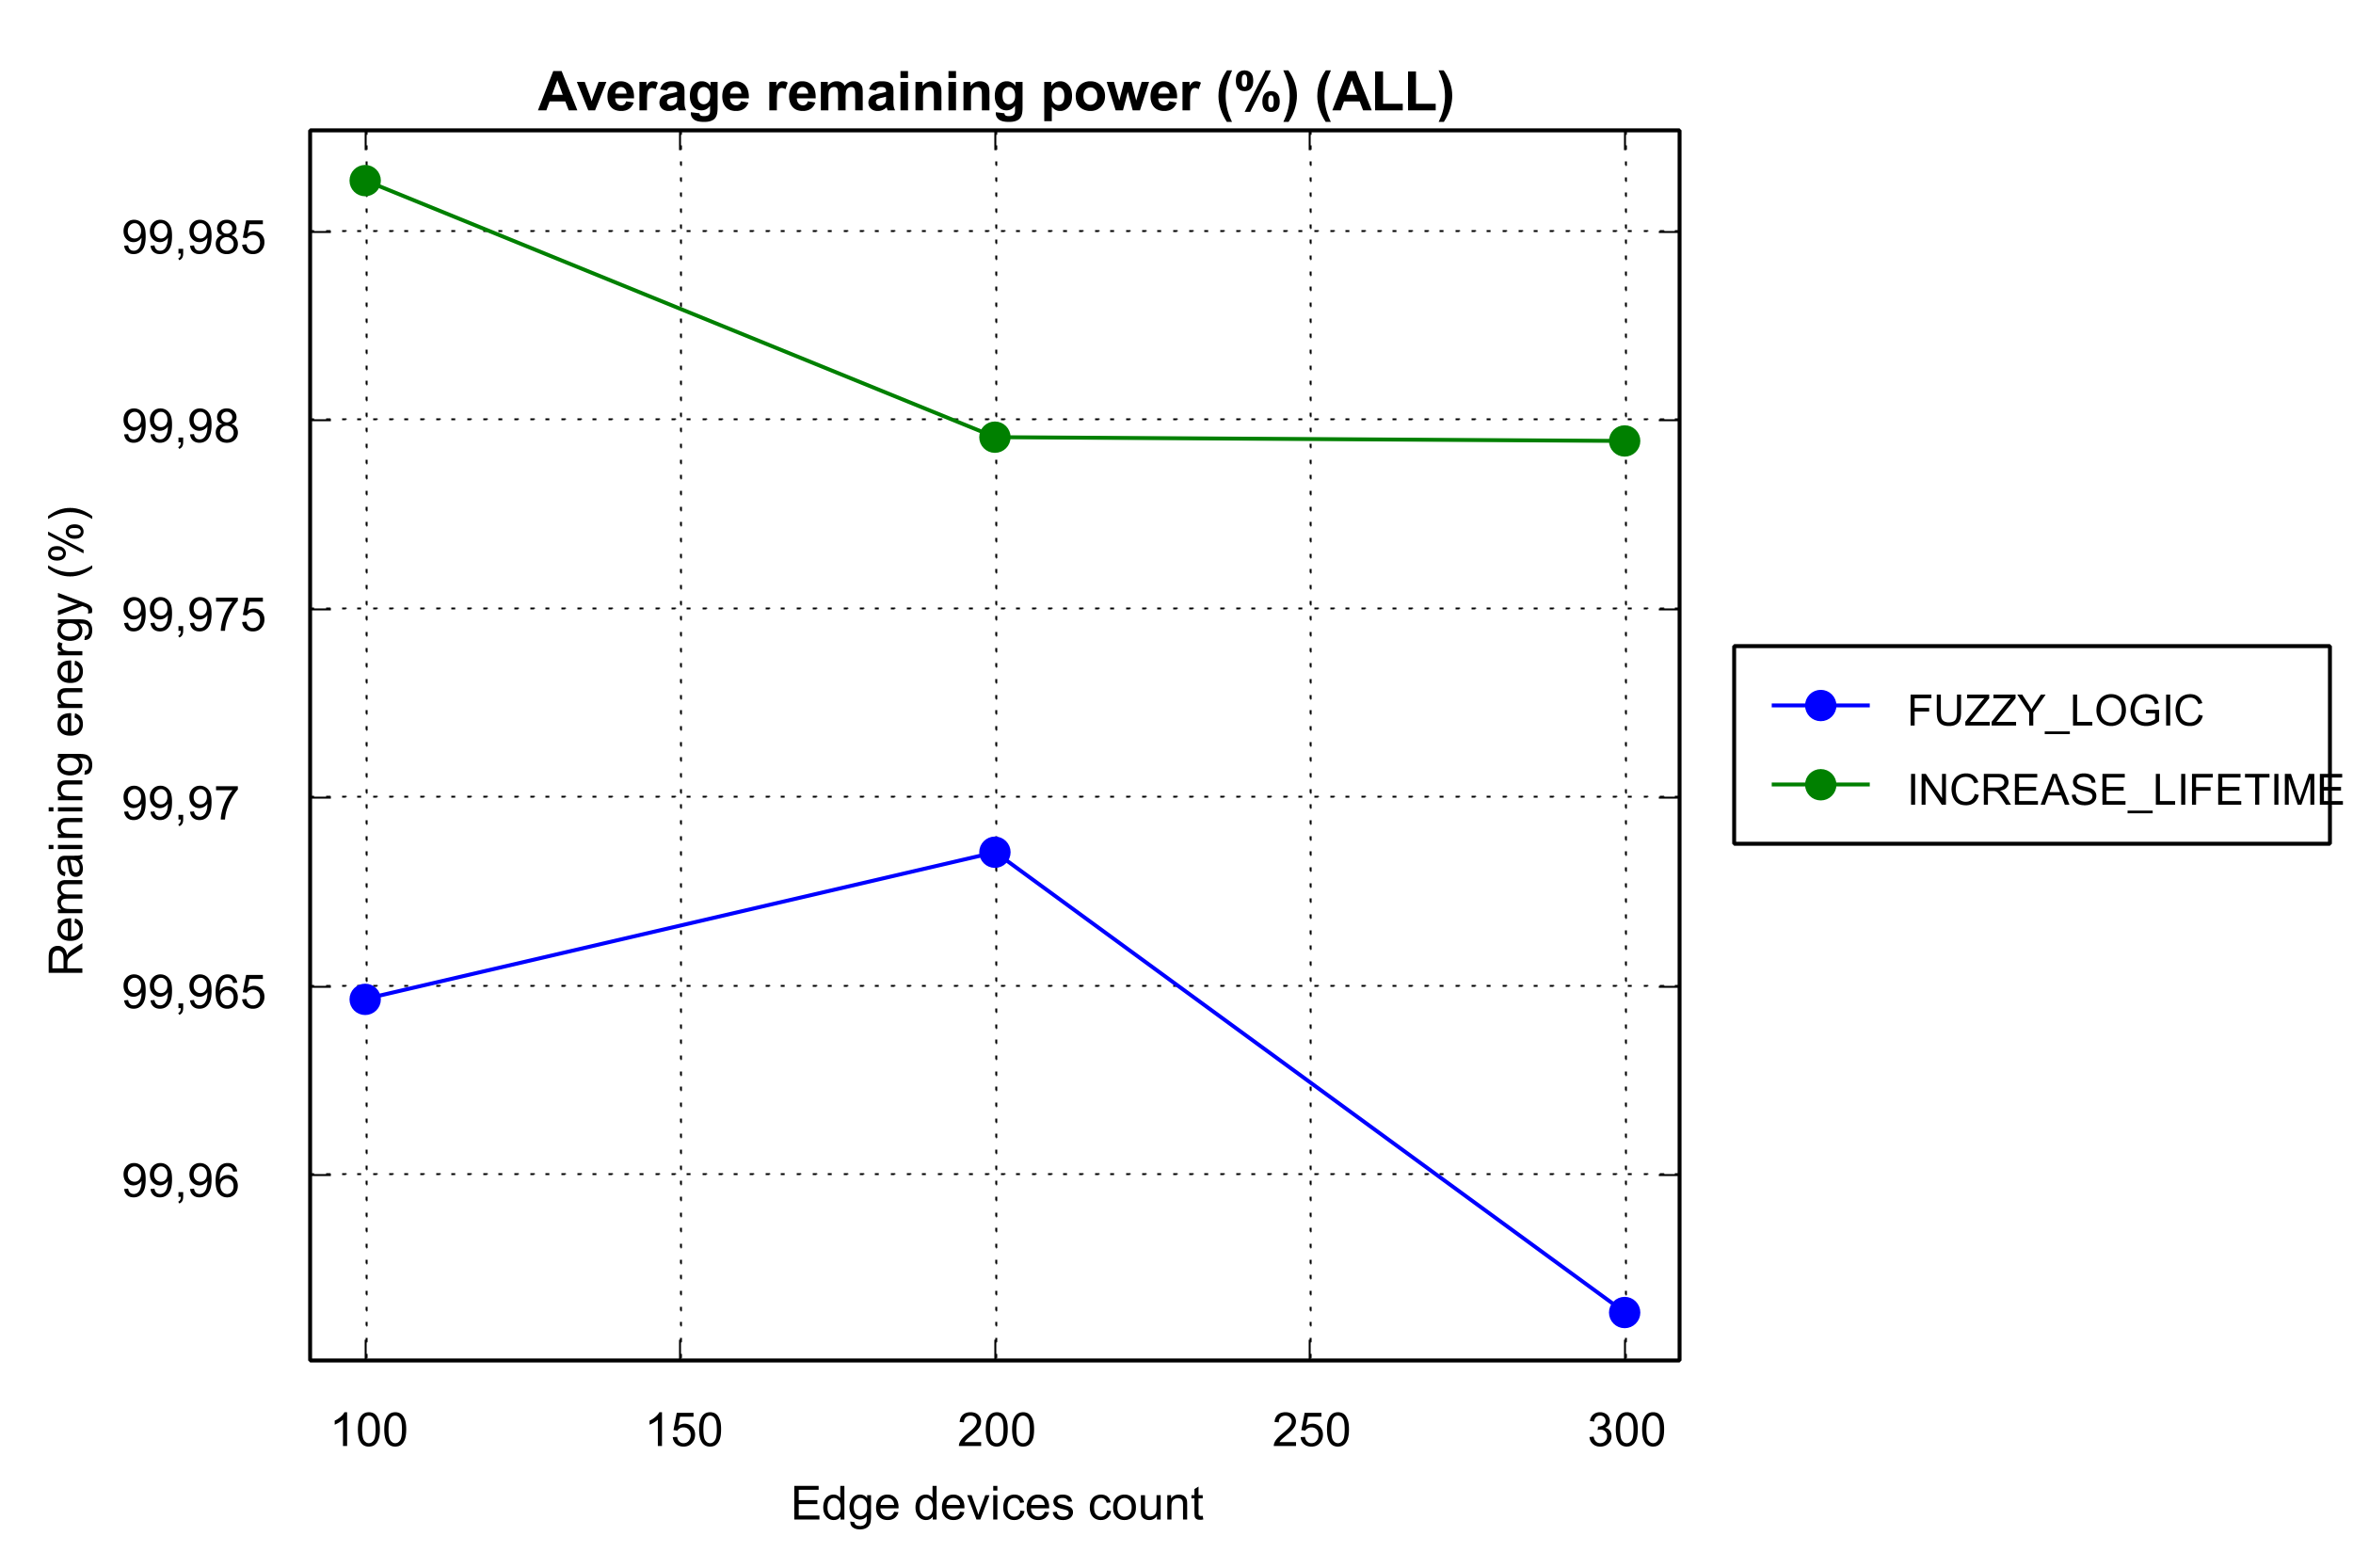 Average remaining power (%) (ALL)
99,985
99,98
99,975
99,97
99,965
99,96
Remaining energy (%)
100 150 200 250 300
Edge devices count
FUZZY_LOGIC
INCREASE_LIFETIME